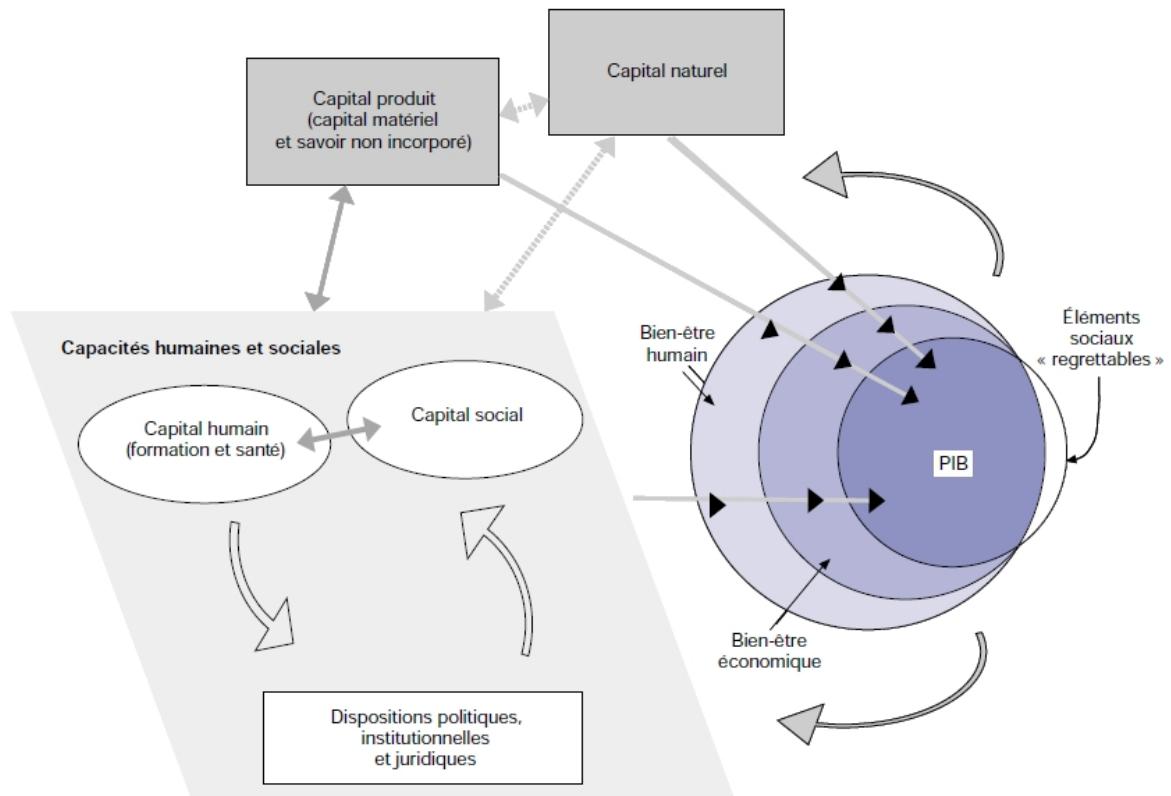 Capital produit
(capital matériel
et savoir non incorporé)
Capital naturel
Capacités humaines et sociales
Capital humain
(formation et santé)
Capital social
Dispositions politiques,
institutionnelles
et juridiques
Bien-être
humain
PIB
Éléments
sociaux
« regrettables »
Bien-être
économique